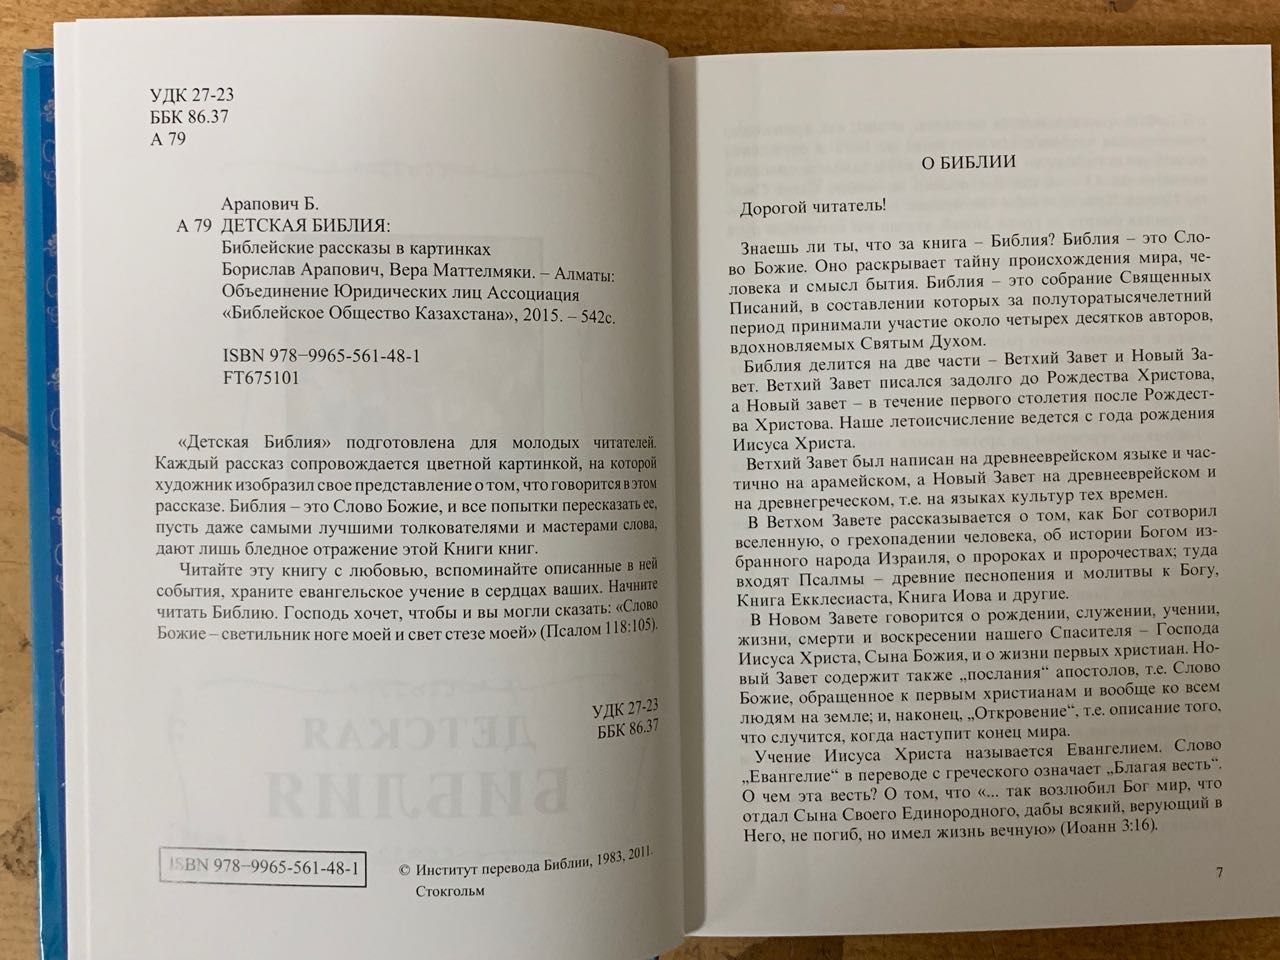 УДК 27-23
ББК 86.37
А 79
Арапович Б.
А 79 ДЕТСКАЯ БИБЛИЯ:
Библейские рассказы в картинках
Борислав Арапович, Вера Маттелмяки. – Алматы:
Объединение Юридических лиц Ассоциация
«Библейское Общество Казахстана», 2015. – 542с.
ISBN 978–9965-561-48-1
FT675101
«Детская Библия» подготовлена для молодых читателей.
Каждый рассказ сопровождается цветной картинкой, на которой
художник изобразил свое представление о том, что говорится в этом
рассказе. Библия – это Слово Божие, и все попытки пересказать ее,
пусть даже самыми лучшими толкователями и мастерами слова,
дают лишь бледное отражение этой Книги книг.
Читайте эту книгу с любовью, вспоминайте описанные в ней
события, храните евангельское учение в сердцах ваших. Начните
читать Библию. Господь хочет, чтобы и вы могли сказать: «Слово
Божие – светильник ноге моей и свет стезе моей» (Псалом 118:105).
УДК 27-23
ББК 86.37
ISBN 978–9965-561-48-1
© Институт перевода Библии, 1983, 2011.
Стокгольм
О БИБЛИИ
Дорогой читатель!
Знаешь ли ты, что за книга – Библия? Библия – это Сло-
во Божие. Оно раскрывает тайну происхождения мира, че-
ловека и смысл бытия. Библия – это собрание Священных
Писаний, в составлении которых за полуторатысячелетний
период принимали участие около четырех десятков авторов,
вдохновляемых Святым Духом.
Библия делится на две части – Ветхий Завет и Новый За-
вет. Ветхий Завет писался задолго до Рождества Христова,
а Новый завет – в течение первого столетия после Рождест-
ва Христова. Наше летоисчисление ведется с года рождения
Иисуса Христа.
Ветхий Завет был написан на древнееврейском языке и час-
тично на арамейском, а Новый Завет на древнееврейском и
на древнегреческом, т.е. на языках культур тех времен.
В Ветхом Завете рассказывается о том, как Бог сотворил
вселенную, о грехопадении человека, об истории Богом из-
бранного народа Израиля, о пророках и пророчествах; туда
входят Псалмы – древние песнопения и молитвы к Богу,
Книга Екклесиаста, Книга Иова и другие.
В Новом Завете говорится о рождении, служении, учении,
жизни, смерти и воскресении нашего Спасителя – Господа
Иисуса Христа, Сына Божия, и о жизни первых христиан. Но-
вый Завет содержит также „послания“ апостолов, т.е. Слово
Божие, обращенное к первым христианам и вообще ко всем
людям на земле; и, наконец, „Откровение“, т.е. описание того,
что случится, когда наступит конец мира.
Учение Иисуса Христа называется Евангелием. Слово
„Евангелие“ в переводе с греческого означает „Благая весть“.
О чем эта весть? О том, что «... так возлюбил Бог мир, что
отдал Сына Своего Единородного, дабы всякий, верующий в
Него, не погиб, но имел жизнь вечную» (Иоанн 3:16).
7